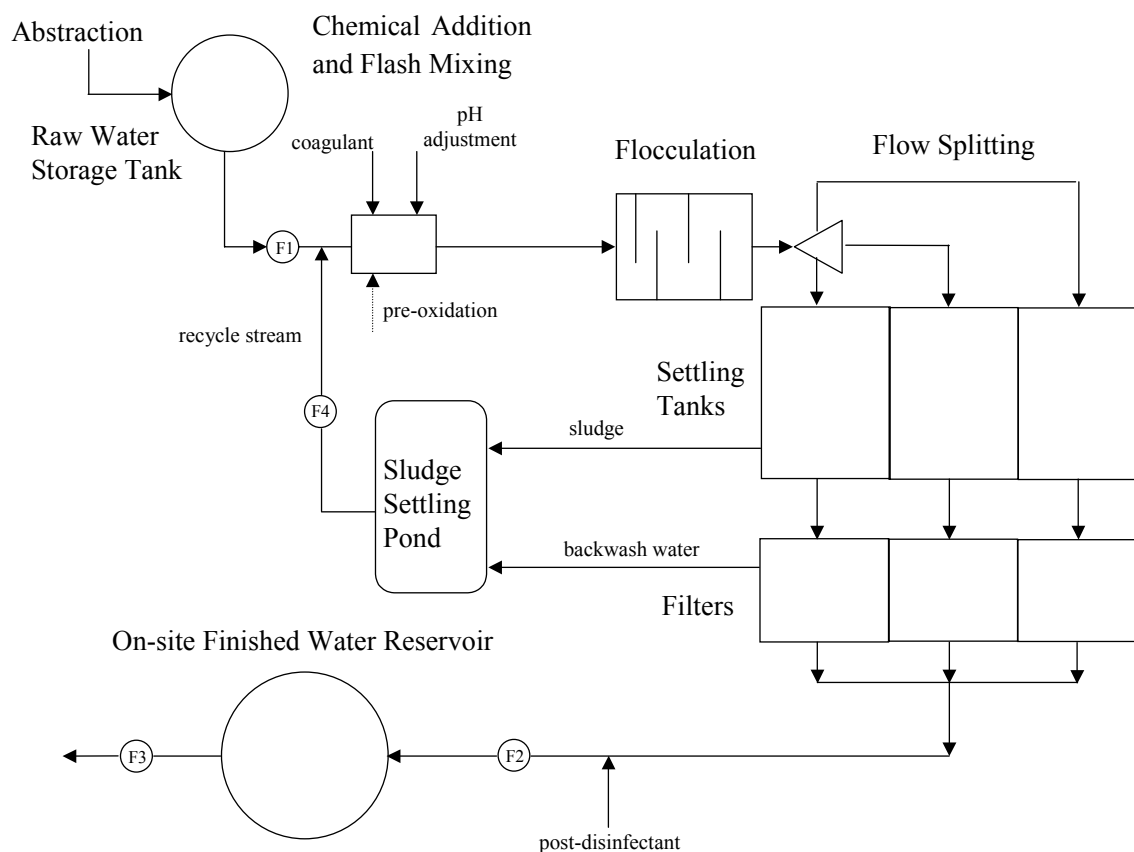 Abstraction
Chemical Addition
and Flash Mixing
Raw Water
Storage Tank
coagulant
pH
adjustment
Flocculation
Flow Splitting
F1
pre-oxidation
recycle stream
F4
Settling
Tanks
sludge
Sludge
Settling
Pond
backwash water
Filters
On-site Finished Water Reservoir
F3
F2
post-disinfectant